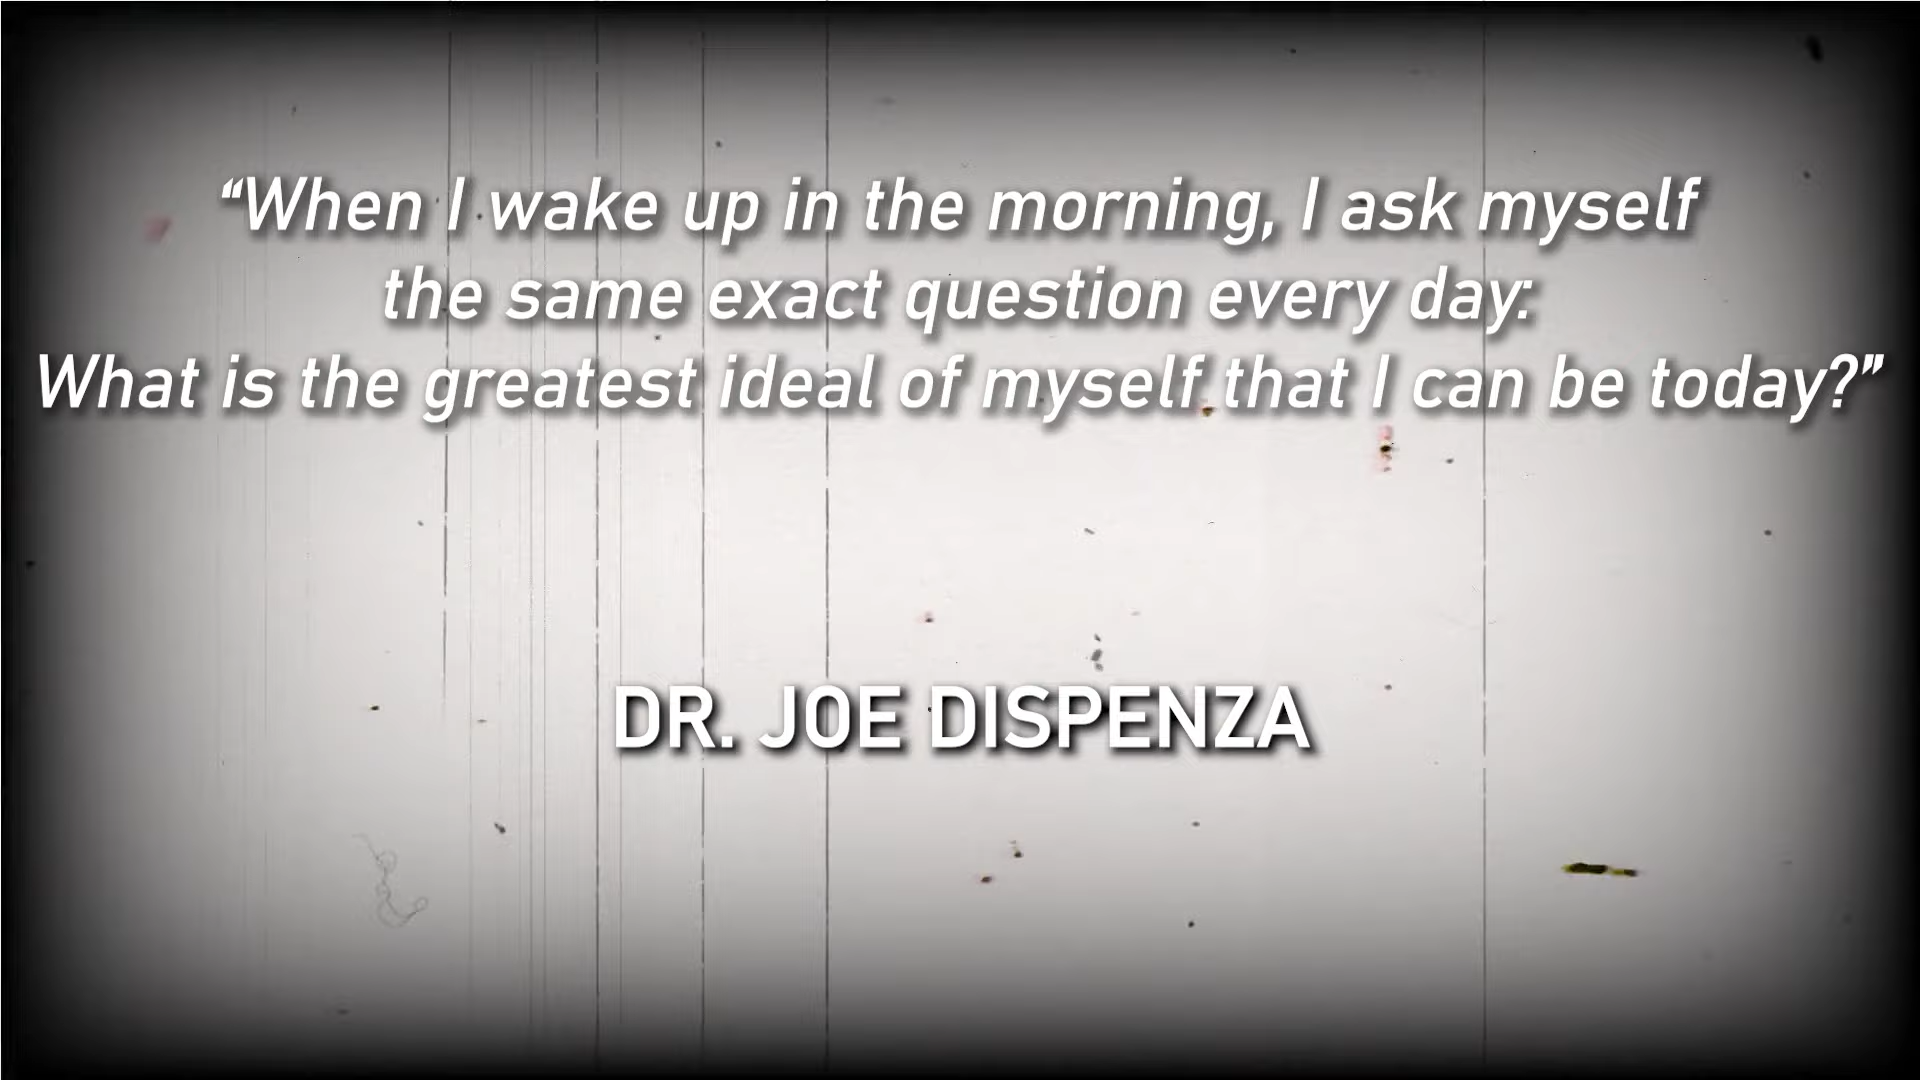 “When I wake up in the morning, I ask myself
the same exact question every day:
What is the greatest ideal of myself that I can be today?”
DR. JOE DISPENZA